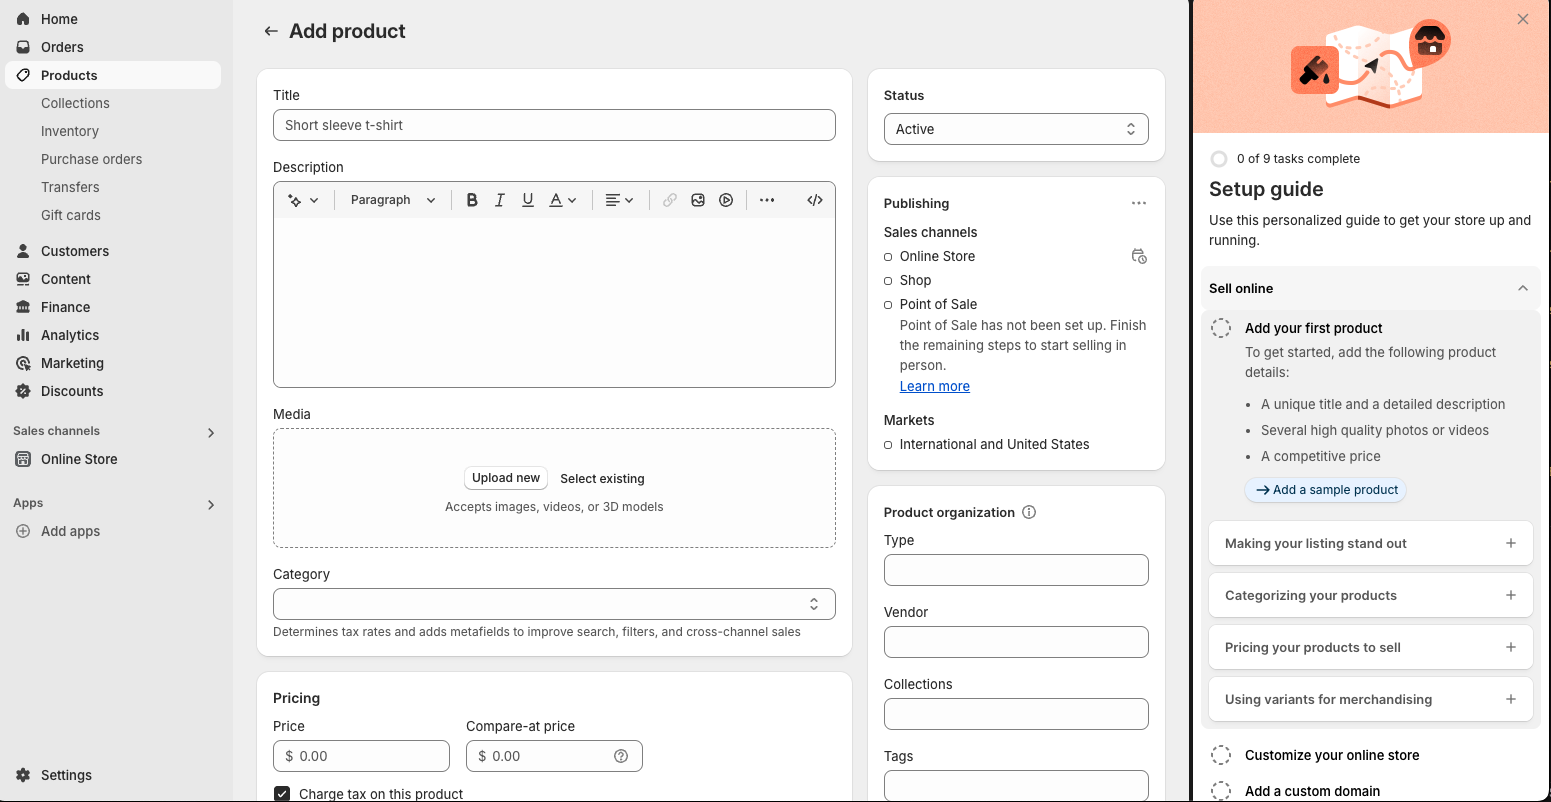 Home
Orders
Products
Collections
Inventory
Purchase orders
Transfers
Gift cards
Customers
Content
Finance
Analytics
Marketing
Discounts
Sales channels
Online Store
Apps
Add apps
Settings
Add product
Title
Short sleeve t-shirt
Description
Paragraph
B I U A
Media
Upload new Select existing
Accepts images, videos, or 3D models
Category
Determines tax rates and adds metafields to improve search, filters, and cross-channel sales
Pricing
Price Compare-at price
$ 0.00 $ 0.00
Charge tax on this product
Status
Active
Publishing
Sales channels
Online Store
Shop
Point of Sale
Point of Sale has not been set up. Finish
the remaining steps to start selling in
person.
Learn more
Markets
International and United States
Product organization
Type
Vendor
Collections
Tags
0 of 9 tasks complete
Setup guide
Use this personalized guide to get your store up and
running.
Sell online
Add your first product
To get started, add the following product
details:
• A unique title and a detailed description
• Several high quality photos or videos
• A competitive price
Add a sample product
Making your listing stand out
Categorizing your products
Pricing your products to sell
Using variants for merchandising
Customize your online store
Add a custom domain